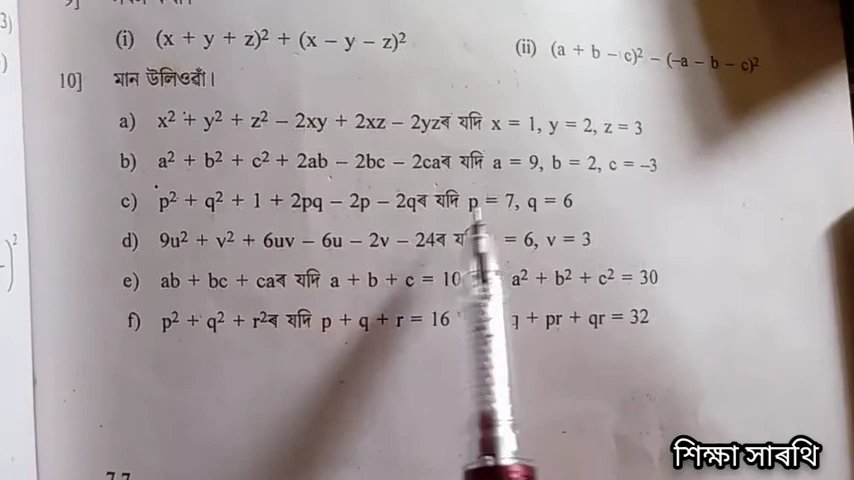 (i) (x + y + z)² + (x − y − z)²
(ii) (a + b − c)² − (−a − b − c)²
10] মান উলিওৱাঁ।
a) x² + y² + z² − 2xy + 2xz − 2yzৰ যদি x = 1, y = 2, z = 3
b) a² + b² + c² + 2ab − 2bc − 2caৰ যদি a = 9, b = 2, c = −3
c) p² + q² + 1 + 2pq − 2p − 2qৰ যদি p = 7, q = 6
d) 9u² + v² + 6uv − 6u − 2v − 24ৰ = 6, v = 3
e) ab + bc + caৰ যদি a + b + c = 10 a² + b² + c² = 30
f) p² + q² + r²ৰ যদি p + q + r = 16 q + pr + qr = 32
শিক্ষা সাৰথি